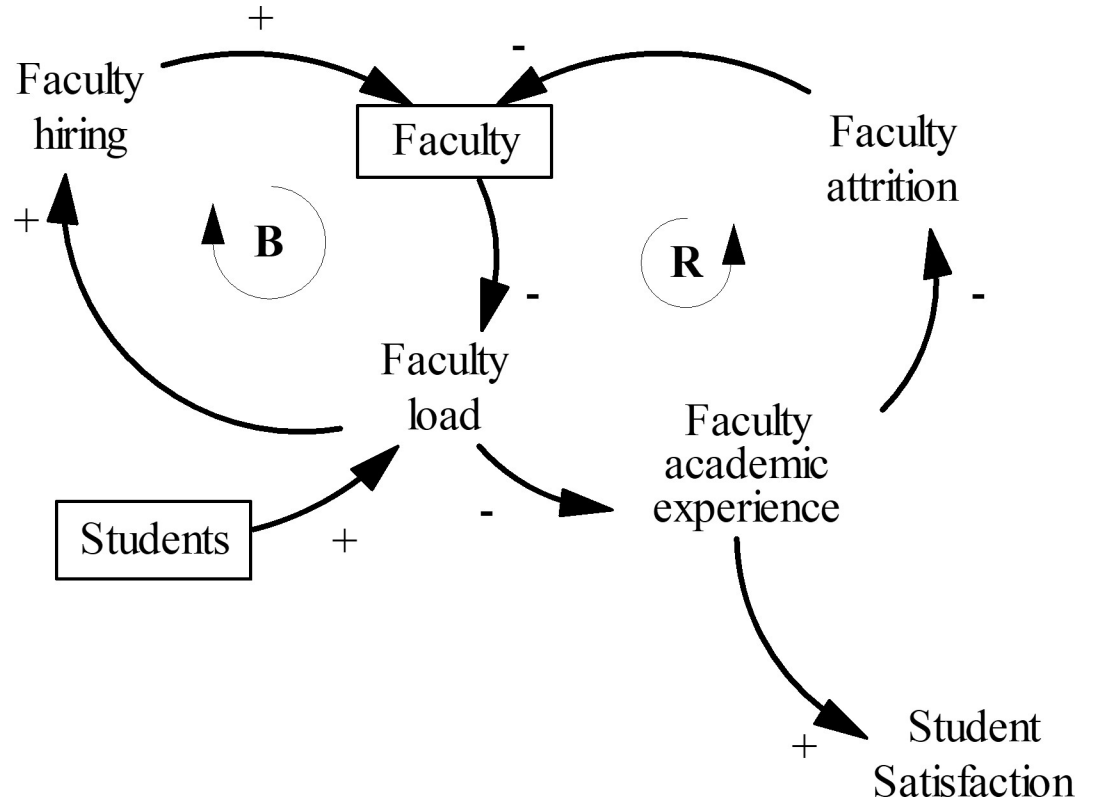 +
-
Faculty
hiring
Faculty
Faculty
attrition
+
B
R
-
-
Faculty
load
Faculty
academic
experience
-
Students
+
+
Student
Satisfaction